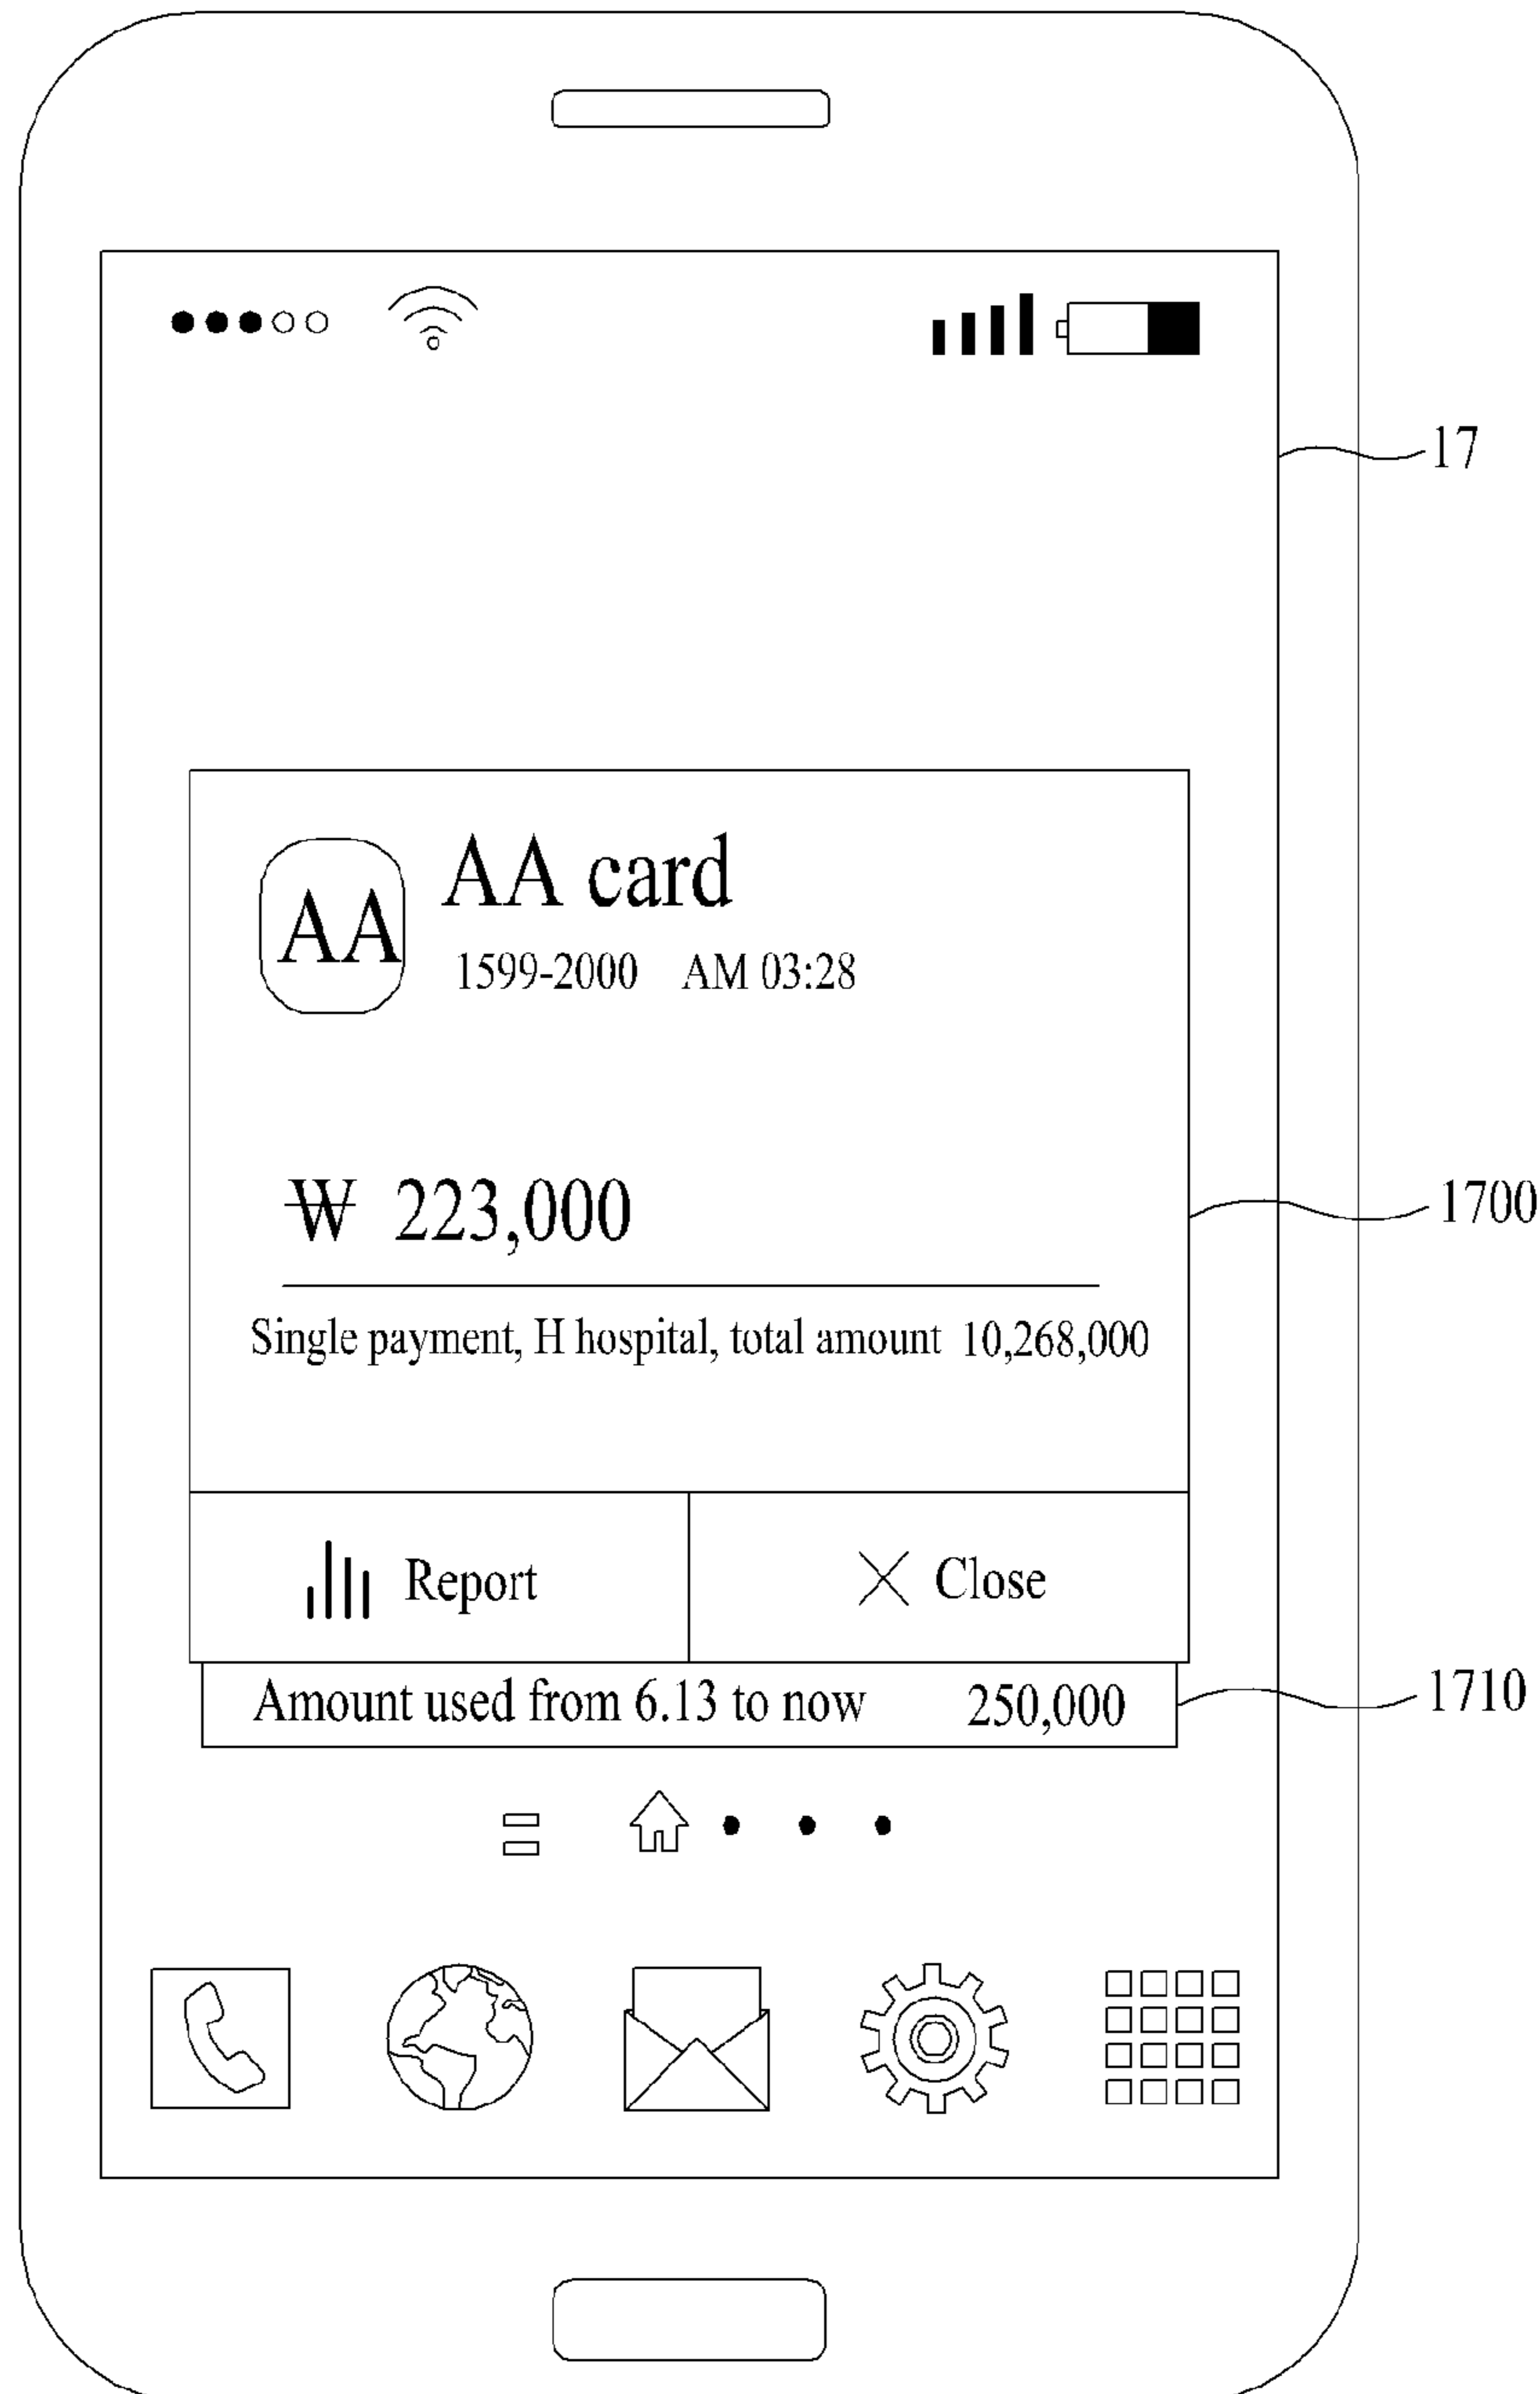 17
AA
AA card
1599-2000 AM 03:28
₩ 223,000
1700
Single payment, H hospital, total amount 10,268,000
Report
Close
Amount used from 6.13 to now 250,000
1710